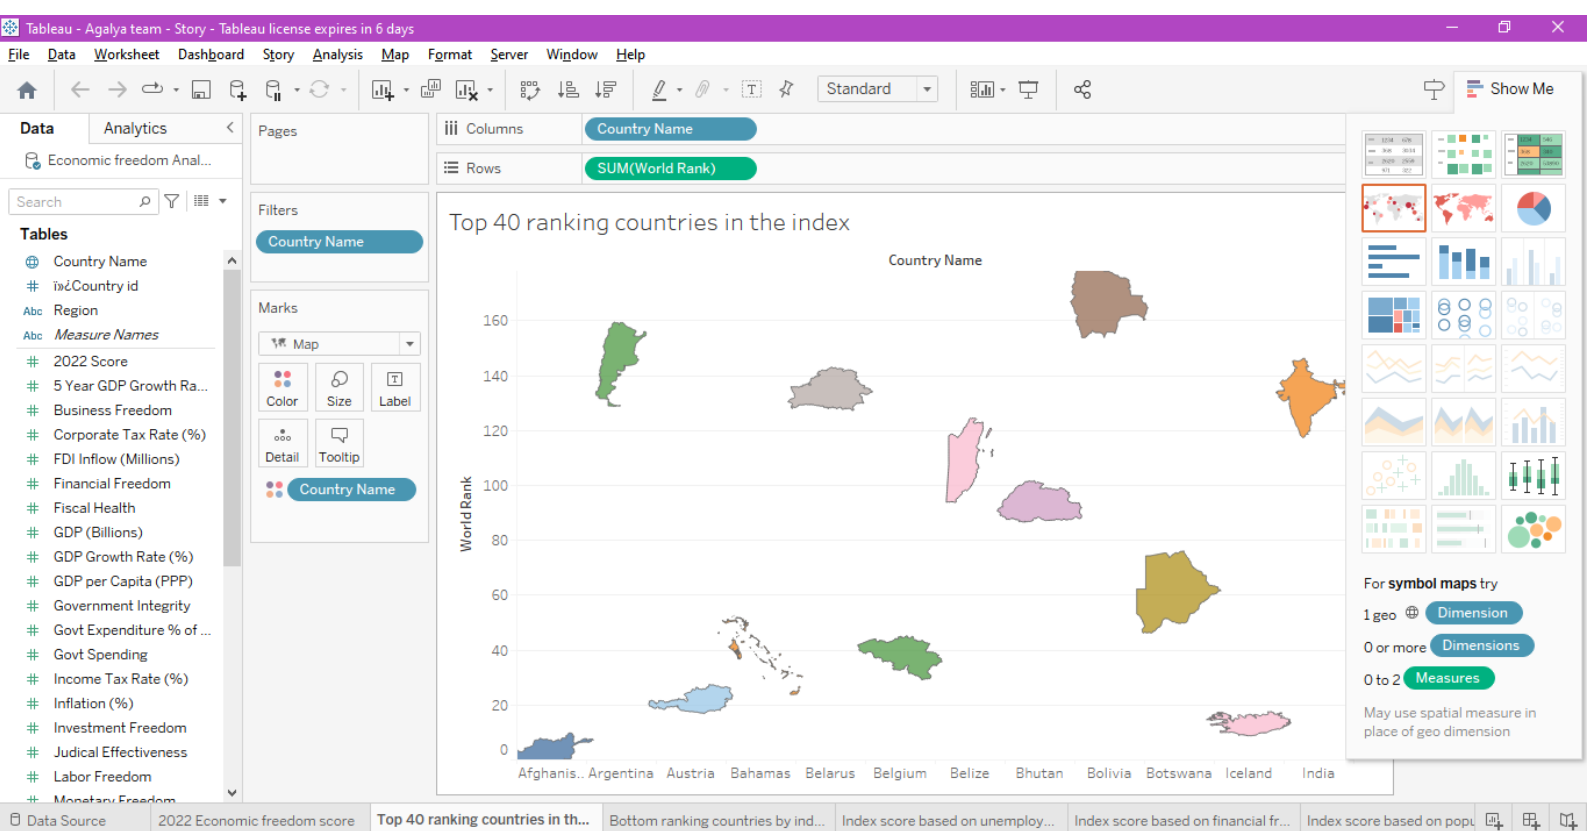 Tableau - Agalya team - Story - Tableau license expires in 6 days
File Data Worksheet Dashboard Story Analysis Map Format Server Window Help
Standard
Show Me
Data Analytics
Economic freedom Anal...
Search
Tables
Country Name
ï»¿Country id
Abc Region
Abc Measure Names
2022 Score
5 Year GDP Growth Ra...
Business Freedom
Corporate Tax Rate (%)
FDI Inflow (Millions)
Financial Freedom
Fiscal Health
GDP (Billions)
GDP Growth Rate (%)
GDP per Capita (PPP)
Government Integrity
Govt Expenditure % of ...
Govt Spending
Income Tax Rate (%)
Inflation (%)
Investment Freedom
Judical Effectiveness
Labor Freedom
Monetary Freedom
Pages
Filters
Country Name
Marks
Map
Color Size Label
Detail Tooltip
Country Name
Columns Country Name
Rows SUM(World Rank)
Top 40 ranking countries in the index
Country Name
World Rank
160
140
120
100
80
60
40
20
0
Afghanis.. Argentina Austria Bahamas Belarus Belgium Belize Bhutan Bolivia Botswana Iceland India
For symbol maps try
1 geo Dimension
0 or more Dimensions
0 to 2 Measures
May use spatial measure in
place of geo dimension
Data Source 2022 Economic freedom score Top 40 ranking countries in th... Bottom ranking countries by ind... Index score based on unemploy... Index score based on financial fr... Index score based on popu